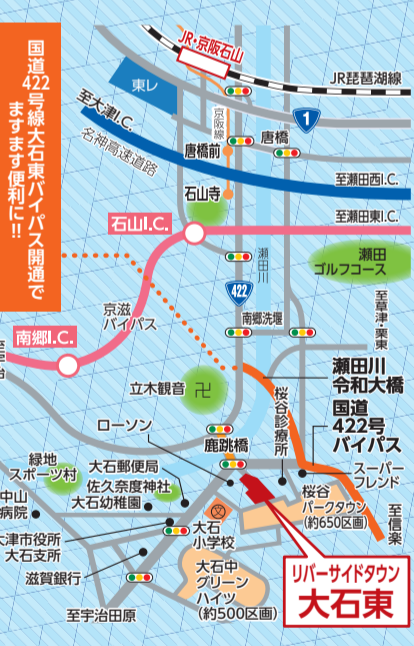 国道422号線大石東バイパス開通で
ますます便利に!!
JR・京阪石山
JR琵琶湖線
東レ
至大津I.C.
名神高速道路
京阪線
1
唐橋
唐橋前
至瀬田西I.C.
石山寺
至瀬田東I.C.
石山I.C.
瀬田川
瀬田
ゴルフコース
422
京滋
バイパス
南郷洗堰
至草津・栗東
南郷I.C.
瀬田川
令和大橋
立木観音
卍
国道
422号
バイパス
桜谷診療所
ローソン
鹿跳橋
スーパー
フレンド
緑地
スポーツ村
大石郵便局
佐久奈度神社
大石幼稚園
中山
病院
桜谷
パークタウン
(約650区画)
至信楽
文
大石
小学校
大津市役所
大石支所
滋賀銀行
大石中
グリーン
ハイツ
(約500区画)
至宇治田原
リバーサイドタウン
大石東